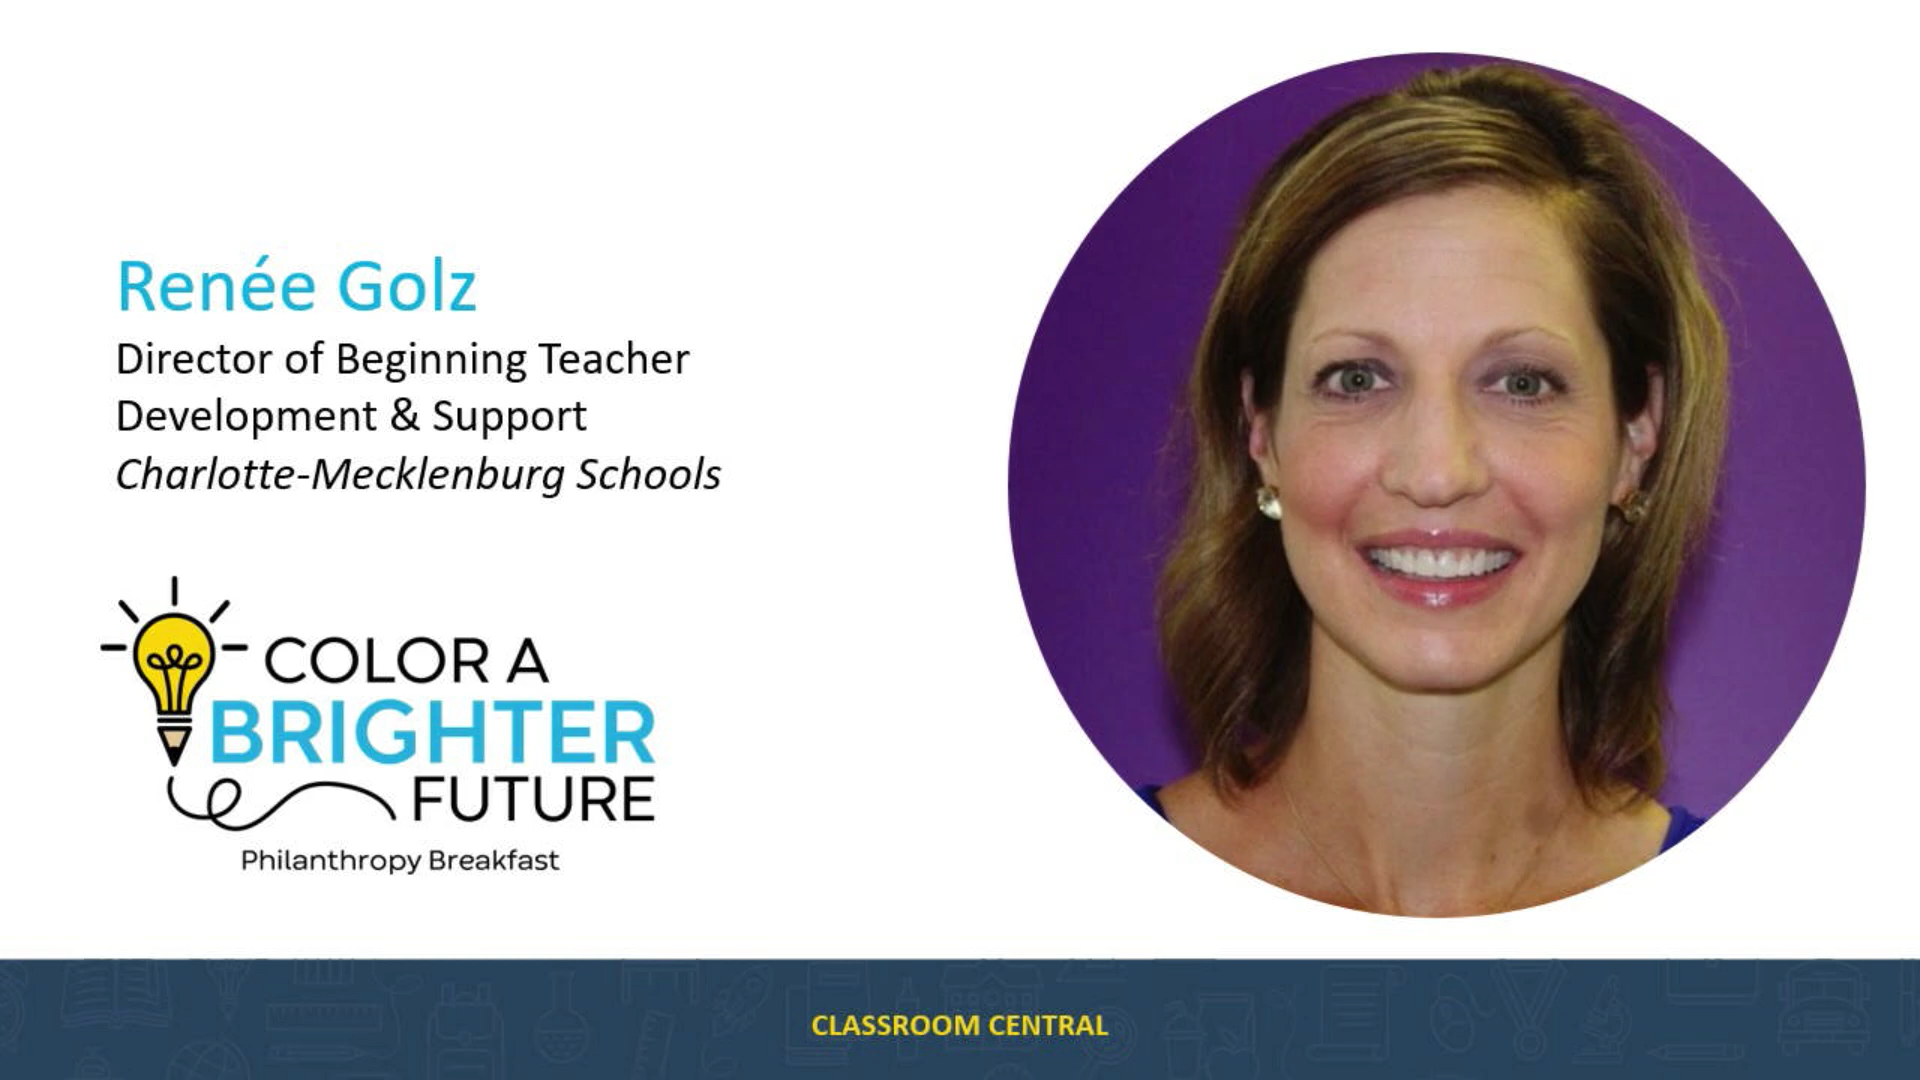 Renée Golz
Director of Beginning Teacher
Development & Support
Charlotte-Mecklenburg Schools
COLOR A
BRIGHTER
FUTURE
Philanthropy Breakfast
CLASSROOM CENTRAL